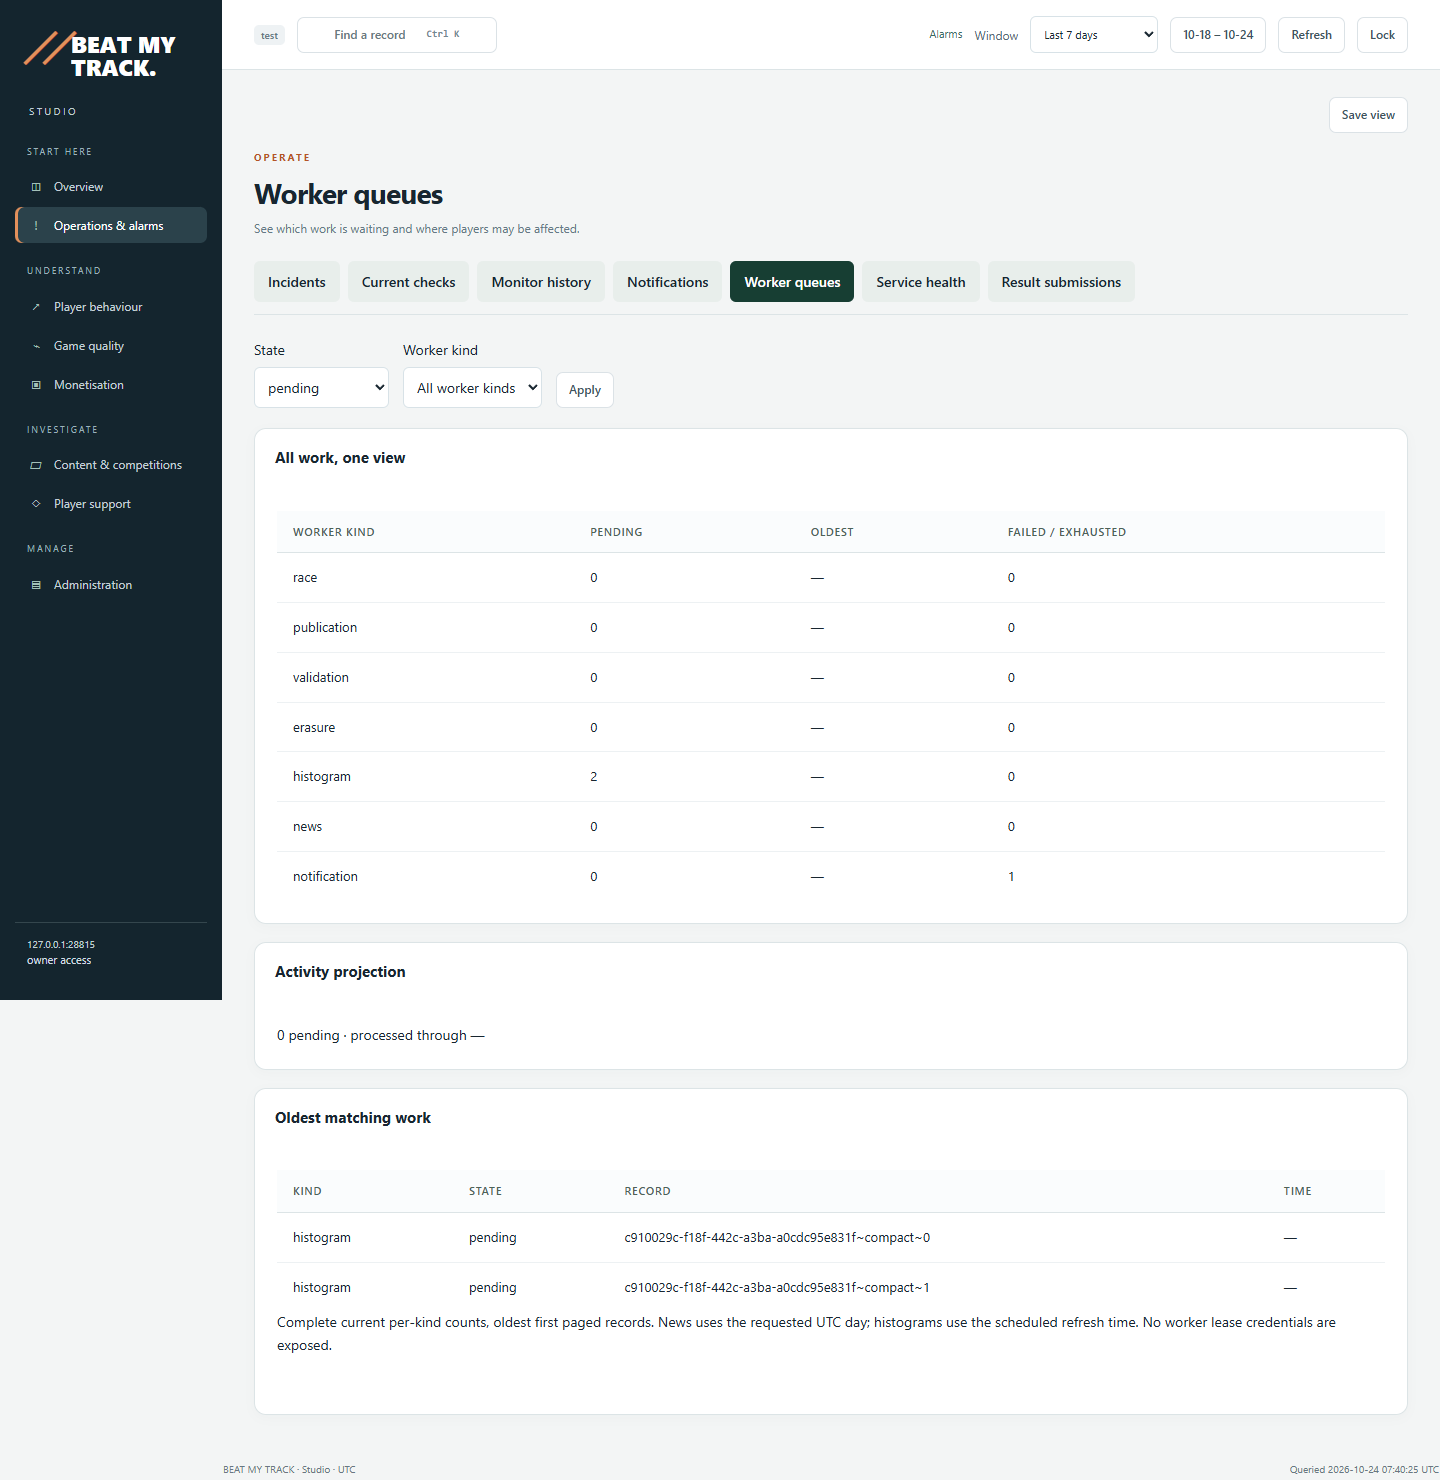 BEAT MY
TRACK.
STUDIO
START HERE
Overview
! Operations & alarms
UNDERSTAND
Player behaviour
Game quality
Monetisation
INVESTIGATE
Content & competitions
Player support
MANAGE
Administration
127.0.0.1:28815
owner access
test
Find a record Ctrl K
Alarms Window Last 7 days 10-18 – 10-24 Refresh Lock
Save view
OPERATE
Worker queues
See which work is waiting and where players may be affected.
Incidents Current checks Monitor history Notifications Worker queues Service health Result submissions
State Worker kind
pending All worker kinds Apply
All work, one view
WORKER KIND PENDING OLDEST FAILED / EXHAUSTED
race 0 — 0
publication 0 — 0
validation 0 — 0
erasure 0 — 0
histogram 2 — 0
news 0 — 0
notification 0 — 1
Activity projection
0 pending · processed through —
Oldest matching work
KIND STATE RECORD TIME
histogram pending c910029c-f18f-442c-a3ba-a0cdc95e831f~compact~0 —
histogram pending c910029c-f18f-442c-a3ba-a0cdc95e831f~compact~1 —
Complete current per-kind counts, oldest first paged records. News uses the requested UTC day; histograms use the scheduled refresh time. No worker lease credentials are
exposed.
BEAT MY TRACK · Studio · UTC
Queried 2026-10-24 07:40:25 UTC